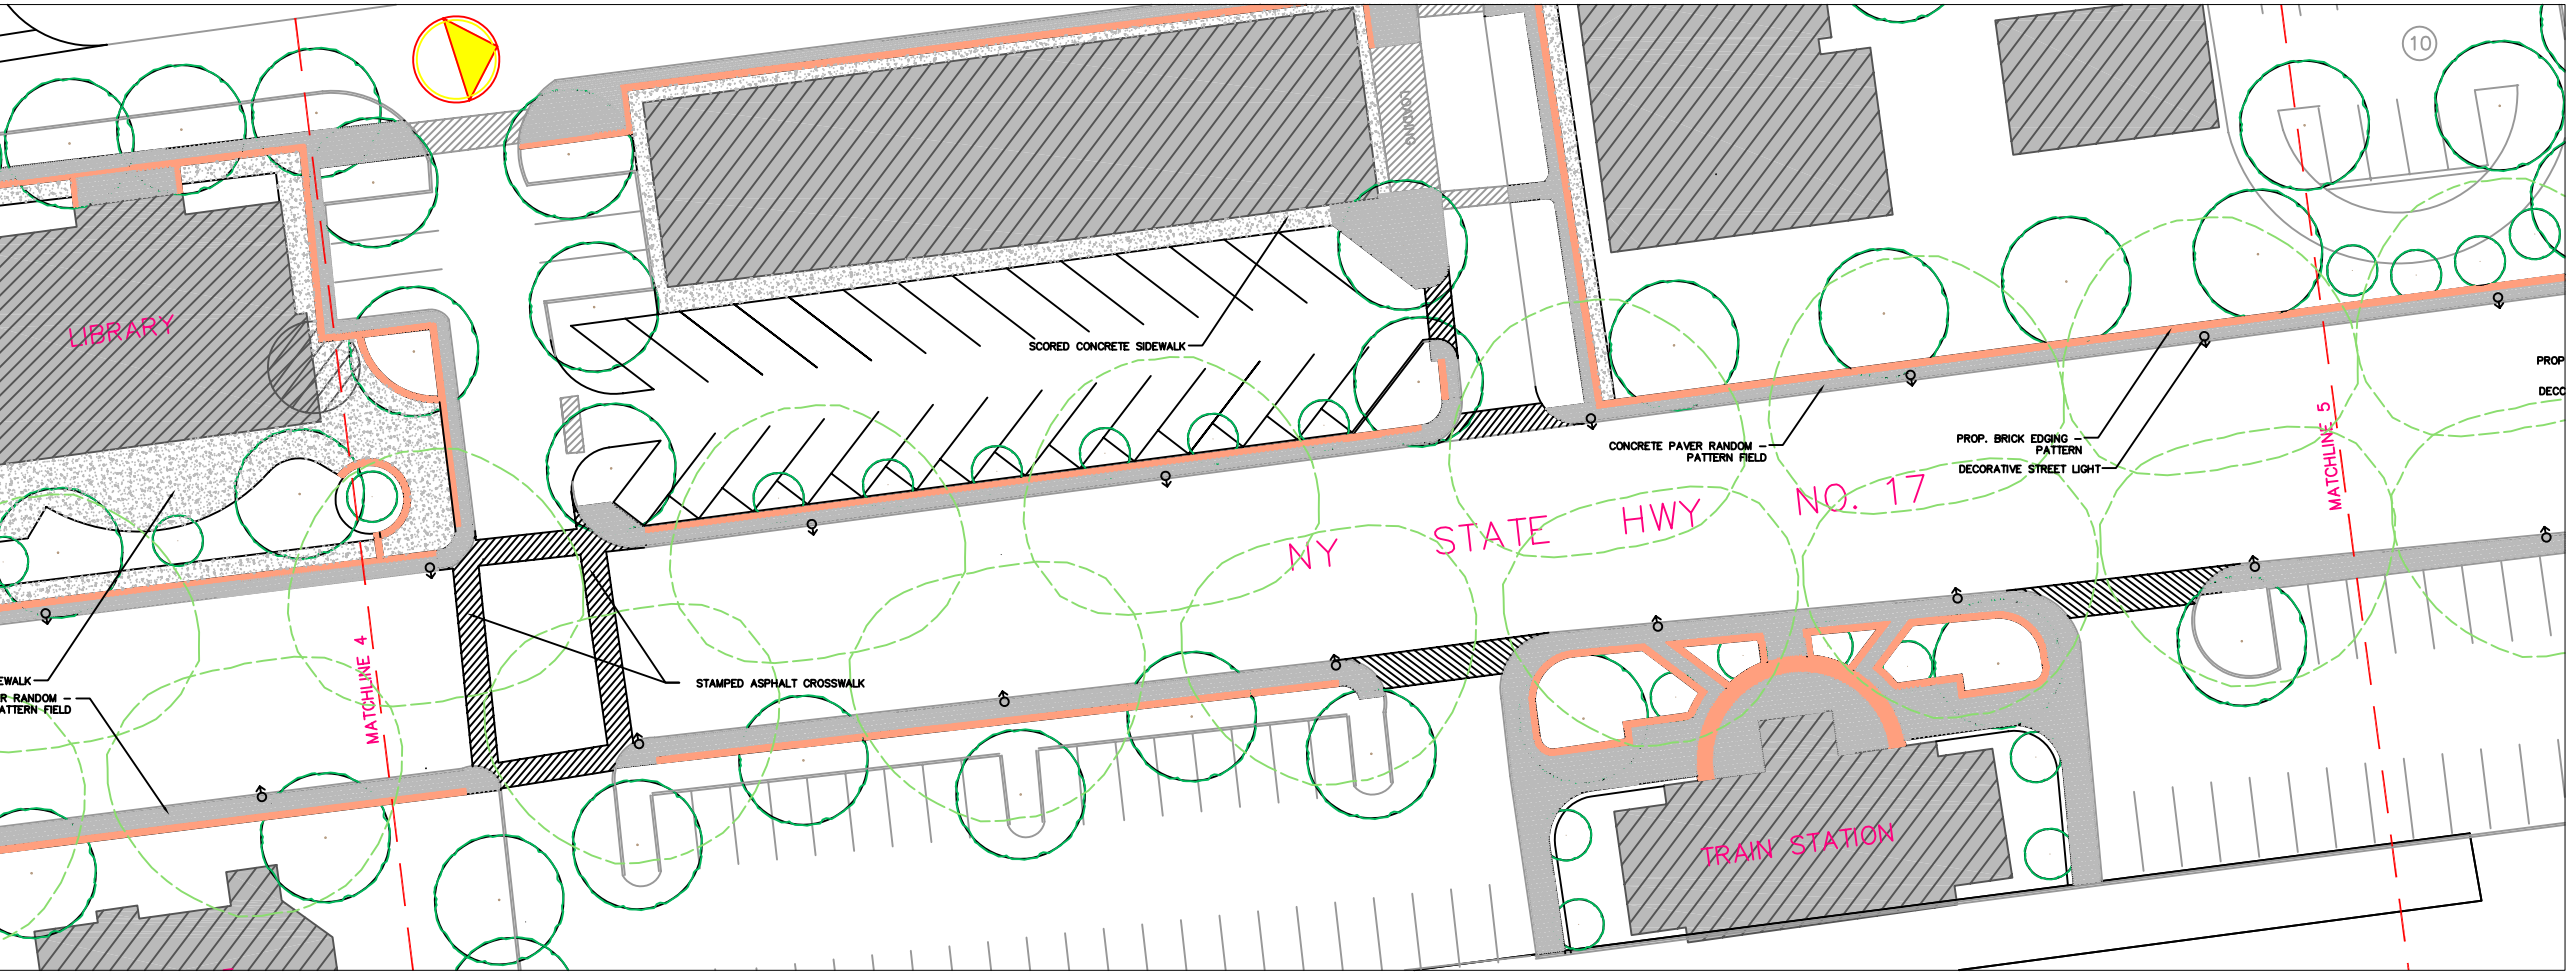 10
LOADING
LIBRARY
SCORED CONCRETE SIDEWALK
PROP
DECO
MATCHLINE 5
CONCRETE PAVER RANDOM
PATTERN FIELD
PROP. BRICK EDGING
PATTERN
DECORATIVE STREET LIGHT
NY STATE HWY NO. 17
MATCHLINE 4
EWALK
R RANDOM
ATTERN FIELD
STAMPED ASPHALT CROSSWALK
TRAIN STATION